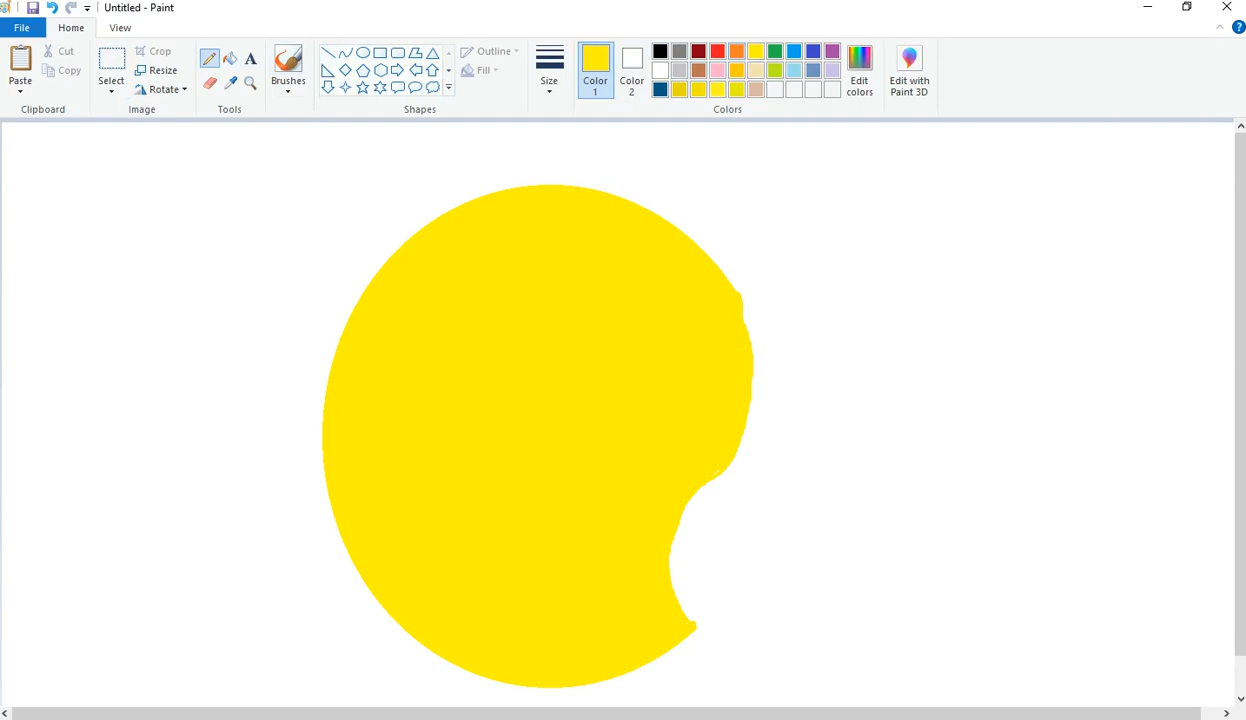 Untitled - Paint
File Home View
Paste
Cut
Copy
Clipboard
Select
Crop
Resize
Rotate
Image
A
Tools
Brushes
Outline
Fill
Shapes
Size
Color 1
Color 2
Edit colors
Colors
Edit with Paint 3D